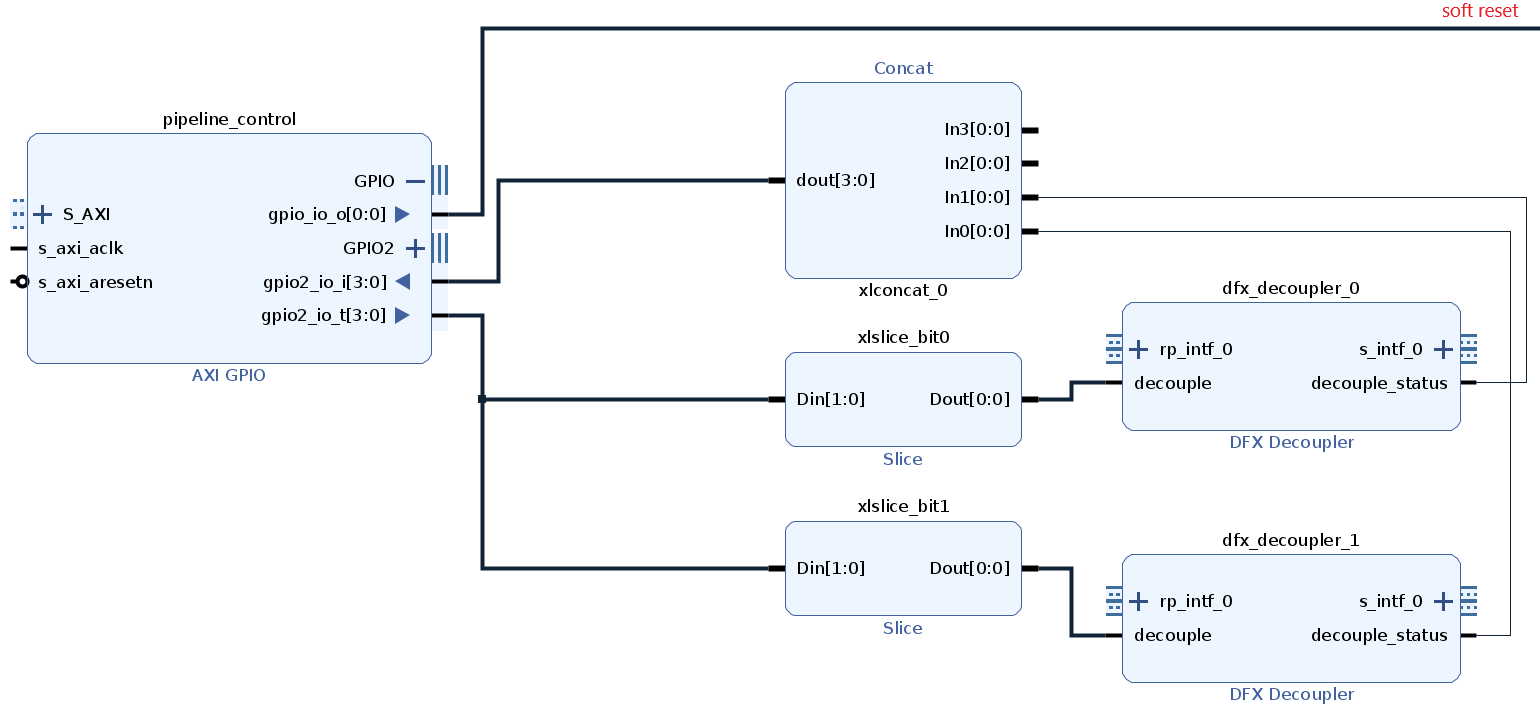 soft reset
pipeline_control
GPIO
S_AXI
gpio_io_o[0:0]
s_axi_aclk
GPIO2
s_axi_aresetn
gpio2_io_i[3:0]
gpio2_io_t[3:0]
AXI GPIO
Concat
In3[0:0]
In2[0:0]
dout[3:0]
In1[0:0]
In0[0:0]
xlconcat_0
xlslice_bit0
Din[1:0] Dout[0:0]
Slice
xlslice_bit1
Din[1:0] Dout[0:0]
Slice
dfx_decoupler_0
rp_intf_0 s_intf_0
decouple decouple_status
DFX Decoupler
dfx_decoupler_1
rp_intf_0 s_intf_0
decouple decouple_status
DFX Decoupler